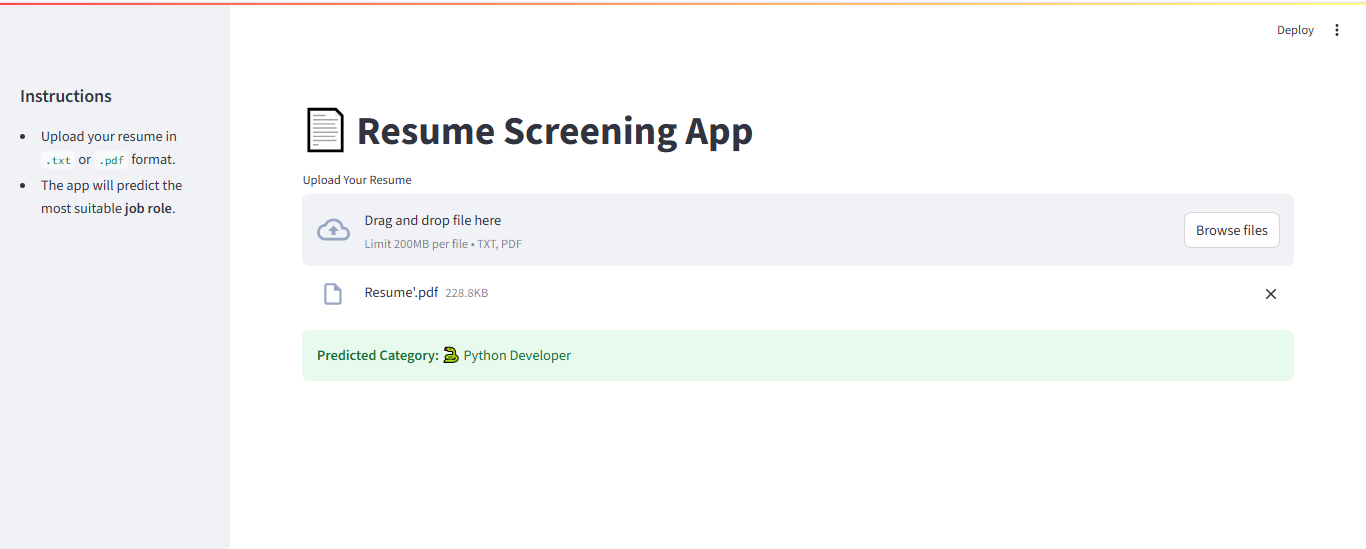 Deploy
Instructions
• Upload your resume in
.txt or .pdf format.
• The app will predict the
most suitable job role.
Resume Screening App
Upload Your Resume
Drag and drop file here
Limit 200MB per file • TXT, PDF
Browse files
Resume'.pdf 228.8KB
Predicted Category: 🐍 Python Developer